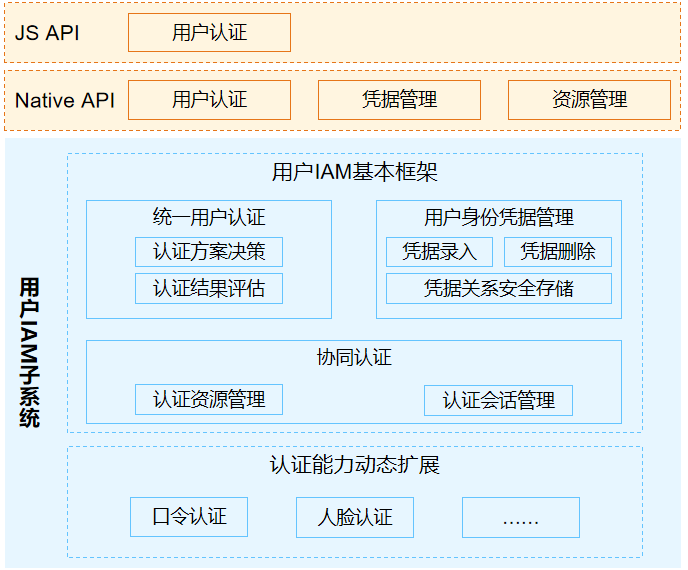 JS API
用户认证
Native API
用户认证
凭据管理
资源管理
用户IAM子系统
用户IAM基本框架
统一用户认证
认证方案决策
认证结果评估
用户身份凭据管理
凭据录入
凭据删除
凭据关系安全存储
协同认证
认证资源管理
认证会话管理
认证能力动态扩展
口令认证
人脸认证
……